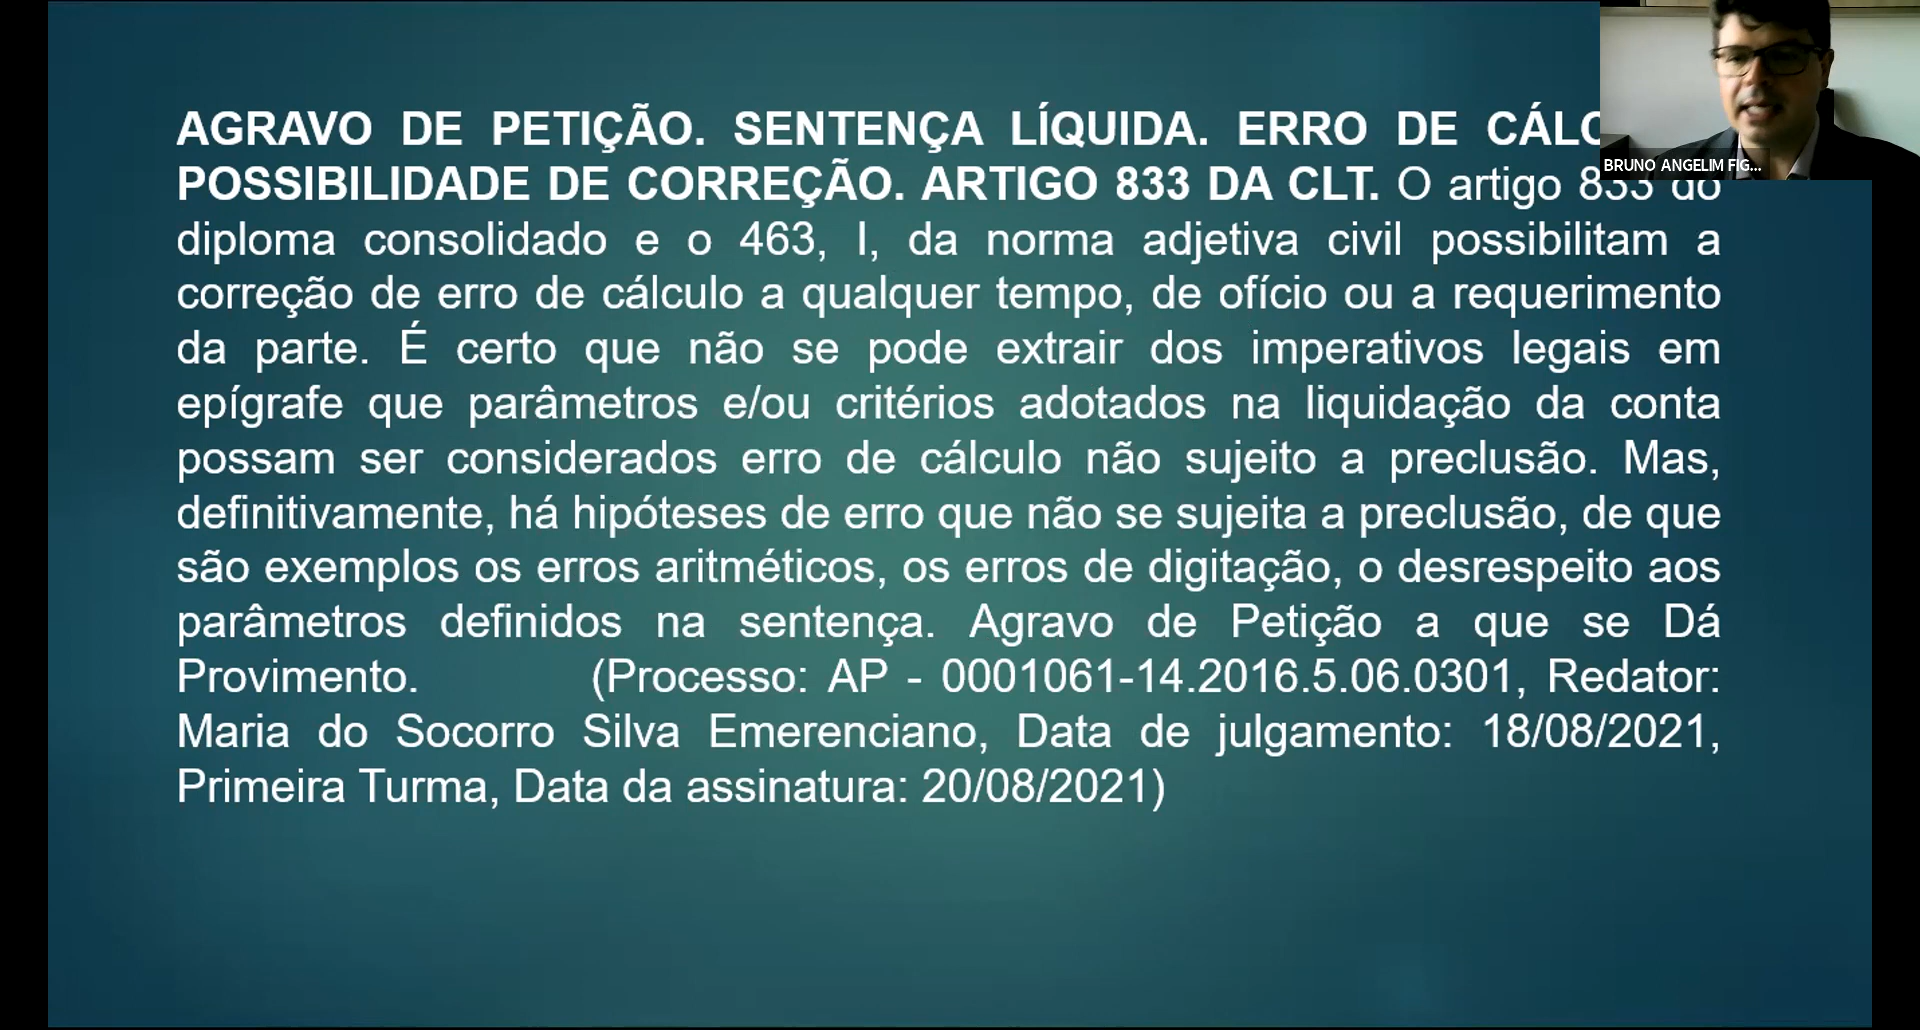 AGRAVO DE PETIÇÃO. SENTENÇA LÍQUIDA. ERRO DE
POSSIBILIDADE DE CORREÇÃO. ARTIGO 833 DA CLT. O artigo 833 do
diploma consolidado e o 463, I, da norma adjetiva civil possibilitam a
correção de erro de cálculo a qualquer tempo, de ofício ou a requerimento
da parte. É certo que não se pode extrair dos imperativos legais em
epígrafe que parâmetros e/ou critérios adotados na liquidação da conta
possam ser considerados erro de cálculo não sujeito a preclusão. Mas,
definitivamente, há hipóteses de erro que não se sujeita a preclusão, de que
são exemplos os erros aritméticos, os erros de digitação, o desrespeito aos
parâmetros definidos na sentença. Agravo de Petição a que se Dá
Provimento. (Processo: AP - 0001061-14.2016.5.06.0301, Redator:
Maria do Socorro Silva Emerenciano, Data de julgamento: 18/08/2021,
Primeira Turma, Data da assinatura: 20/08/2021)
BRUNO ANGELIM FIG...